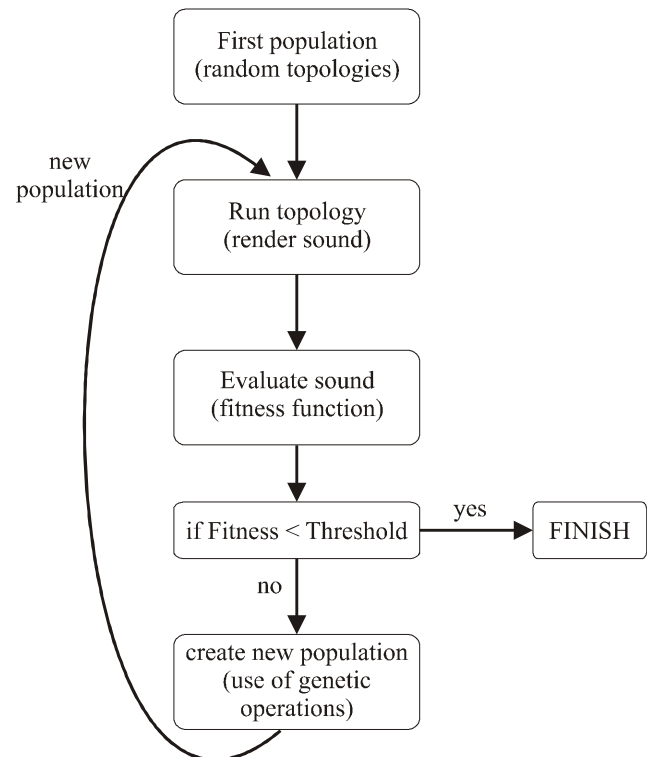 First population
(random topologies)
new
population
Run topology
(render sound)
Evaluate sound
(fitness function)
if Fitness < Threshold
yes
FINISH
no
create new population
(use of genetic
operations)